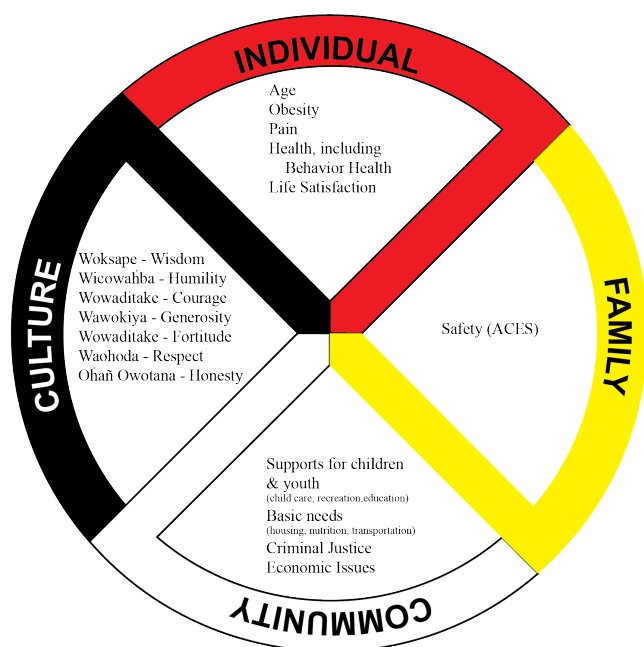 INDIVIDUAL
Age
Obesity
Pain
Health, including
Behavior Health
Life Satisfaction
CULTURE
Woksape - Wisdom
Wicowaḣba - Humility
Wowaditake - Courage
Wawokiya - Generosity
Wowaditake - Fortitude
Waohoda - Respect
Oḣañ Owotana - Honesty
FAMILY
Safety (ACES)
Supports for children
& youth
(child care, recreation,education)
Basic needs
(housing, nutrition, transportation)
Criminal Justice
Economic Issues
COMMUNITY